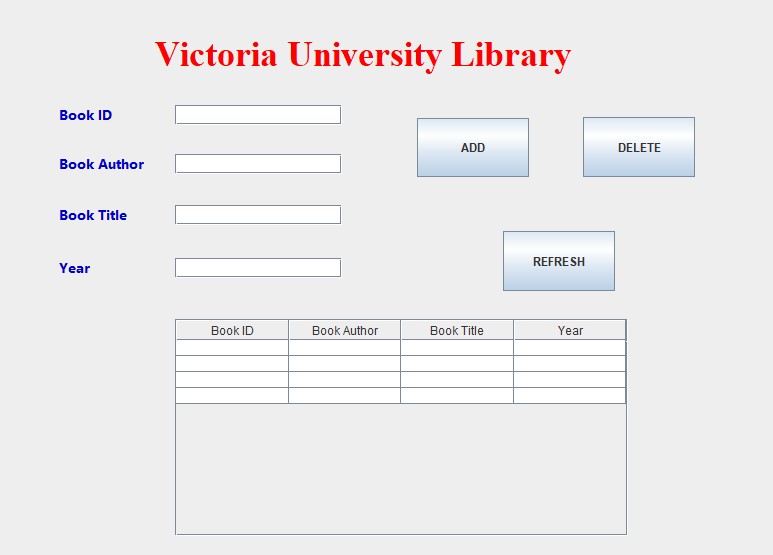 Victoria University Library
Book ID
ADD
DELETE
Book Author
Book Title
REFRESH
Year
Book ID Book Author Book Title Year